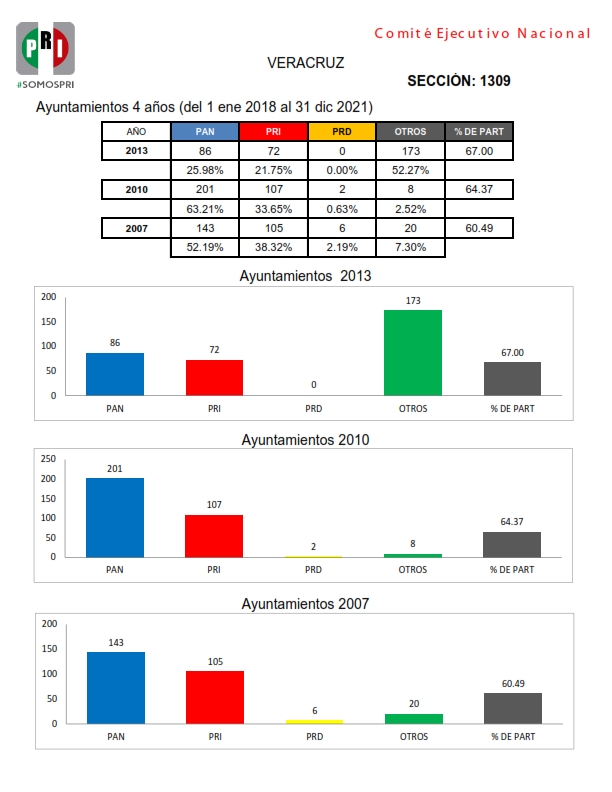 PRI
#SOMOSPRI
Comité Ejecutivo Nacional
VERACRUZ
SECCIÓN: 1309
Ayuntamientos 4 años (del 1 ene 2018 al 31 dic 2021)
AÑO PAN PRI PRD OTROS % DE PART
2013 86 72 0 173 67.00
25.98% 21.75% 0.00% 52.27%
2010 201 107 2 8 64.37
63.21% 33.65% 0.63% 2.52%
2007 143 105 6 20 60.49
52.19% 38.32% 2.19% 7.30%
Ayuntamientos 2013
200
150
100
50
0
86 72 0 173 67.00
PAN PRI PRD OTROS % DE PART
Ayuntamientos 2010
250
200
150
100
50
0
201 107 2 8 64.37
PAN PRI PRD OTROS % DE PART
Ayuntamientos 2007
200
150
100
50
0
143 105 6 20 60.49
PAN PRI PRD OTROS % DE PART